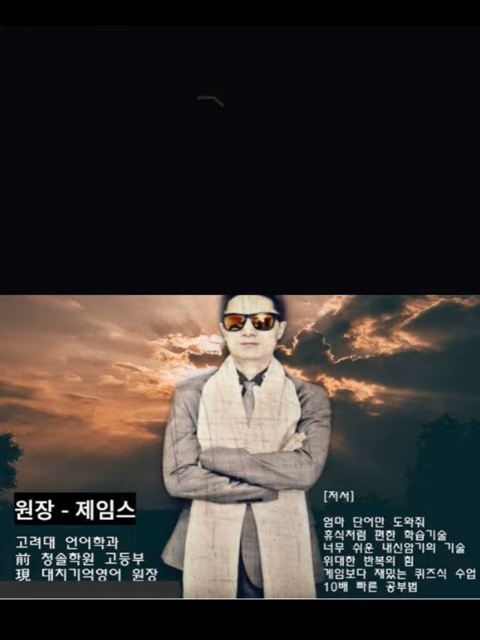 원장 - 제임스
고려대 언어학과
前 청솔학원 고등부
現 대치기억영어 원장
[저서]
엄마 단어만 도와줘
휴식처럼 편한 학습기술
너무 쉬운 내신암기의 기술
위대한 반복의 힘
게임보다 재밌는 퀴즈식 수업
10배 빠른 공부법